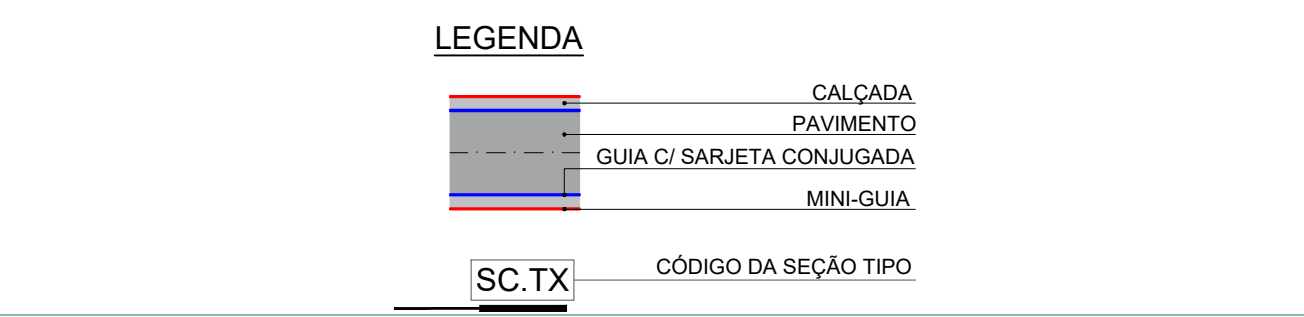 LEGENDA
CALÇADA
PAVIMENTO
GUIA C/ SARJETA CONJUGADA
MINI-GUIA
SC.TX
CÓDIGO DA SEÇÃO TIPO